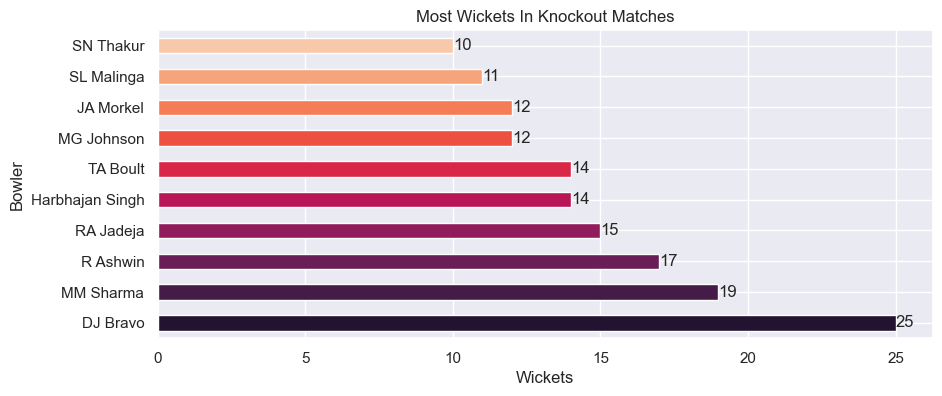 Most Wickets In Knockout Matches
SN Thakur 10
SL Malinga 11
JA Morkel 12
MG Johnson 12
TA Boult 14
Harbhajan Singh 14
RA Jadeja 15
R Ashwin 17
MM Sharma 19
DJ Bravo 25
Bowler
0 5 10 15 20 25
Wickets